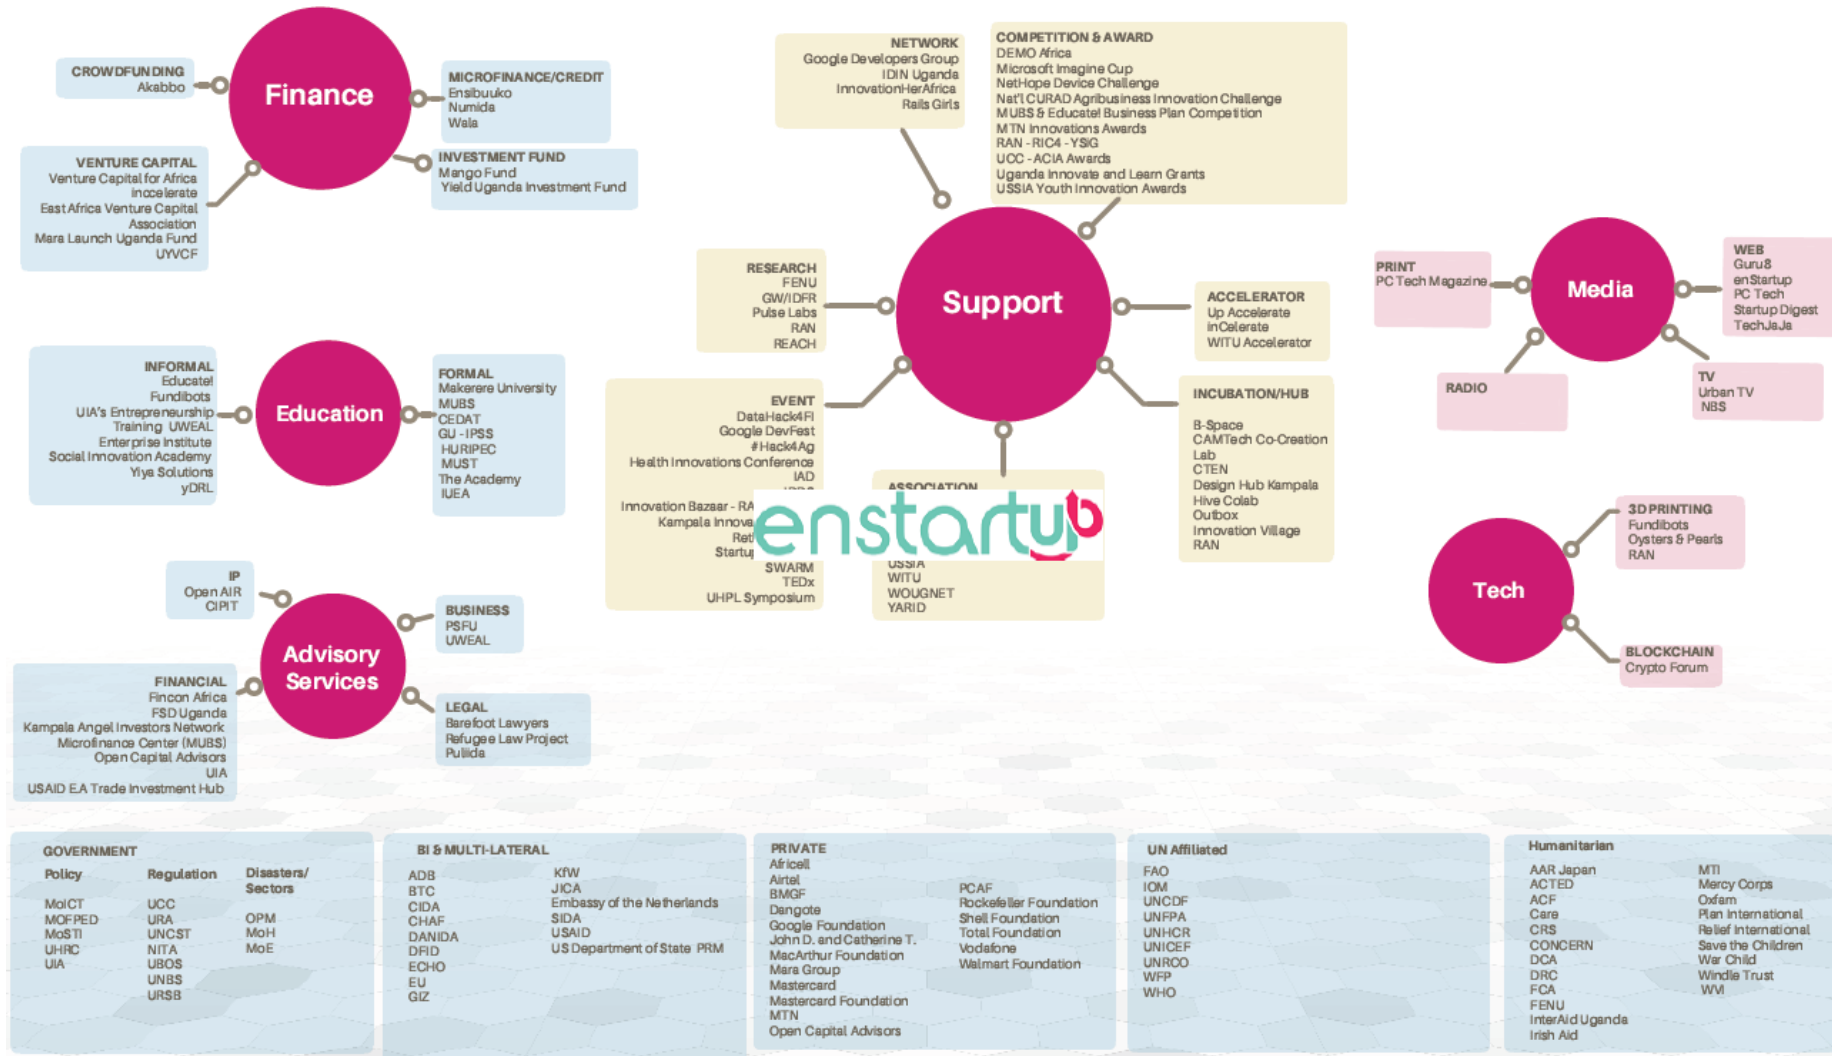 Finance
CROWDFUNDING
Akabbo
MICROFINANCE/CREDIT
Ensibuuko
Numida
Wala
VENTURE CAPITAL
Venture Capital for Africa
inccelerate
East Africa Venture Capital
Association
Mara Launch Uganda Fund
UYVCF
INVESTMENT FUND
Mango Fund
Yield Uganda Investment Fund
Education
INFORMAL
Educate!
Fundibots
UIA's Entrepreneurship
Training UWEAL
Enterprise Institute
Social Innovation Academy
Yiya Solutions
yDRL
FORMAL
Makerere University
MUBS
CEDAT
GU - IPSS
HURIPEC
MUST
The Academy
IUEA
Advisory
Services
IP
Open AIR
CIPIT
BUSINESS
PSFU
UWEAL
FINANCIAL
Fincon Africa
FSD Uganda
Kampala Angel Investors Network
Microfinance Center (MUBS)
Open Capital Advisors
UIA
USAID E.A Trade Investment Hub
LEGAL
Barefoot Lawyers
Refugee Law Project
Puliida
Support
NETWORK
Google Developers Group
IDIN Uganda
InnovationHerAfrica
Rails Girls
COMPETITION & AWARD
DEMO Africa
Microsoft Imagine Cup
NetHope Device Challenge
Nat'l CURAD Agribusiness Innovation Challenge
MUBS & Educate! Business Plan Competition
MTN Innovations Awards
RAN - RIC4 - YSIG
UCC - ACIA Awards
Uganda Innovate and Learn Grants
USSIA Youth Innovation Awards
RESEARCH
FENU
GW/IDFR
Pulse Labs
RAN
REACH
ACCELERATOR
Up Accelerate
inCelerate
WITU Accelerator
EVENT
DataHack4FI
Google DevFest
#Hack4Ag
Health Innovations Conference
IAD
Innovation Bazaar - RA
Kampala Innova
SWARM
TEDx
UHPL Symposium
ASSOCIATION
USSIA
WITU
WOUGNET
YARID
enstartup
INCUBATION/HUB
B-Space
CAMTech Co-Creation
Lab
CTEN
Design Hub Kampala
Hive Colab
Outbox
Innovation Village
RAN
Media
PRINT
PC Tech Magazine
WEB
Guru8
enStartup
PC Tech
Startup Digest
TechJaJa
RADIO
TV
Urban TV
NBS
Tech
3D PRINTING
Fundibots
Oysters & Pearls
RAN
BLOCKCHAIN
Crypto Forum
GOVERNMENT
Policy
MoICT
MOFPED
MoSTI
UHRC
UIA
Regulation
UCC
URA
UNCST
NITA
UBOS
UNBS
URSB
Disasters/
Sectors
OPM
MoH
MoE
BI & MULTI-LATERAL
ADB
BTC
CIDA
CHAF
DANIDA
DFID
ECHO
EU
GIZ
KfW
JICA
Embassy of the Netherlands
SIDA
USAID
US Department of State PRM
PRIVATE
Africell
Airtel
BMGF
Dangote
Google Foundation
John D. and Catherine T.
MacArthur Foundation
Mara Group
Mastercard
Mastercard Foundation
MTN
Open Capital Advisors
PCAF
Rockefeller Foundation
Shell Foundation
Total Foundation
Vodafone
Walmart Foundation
UN Affiliated
FAO
IOM
UNCDF
UNFPA
UNHCR
UNICEF
UNRCO
WFP
WHO
Humanitarian
AAR Japan
ACTED
ACF
Care
CRS
CONCERN
DCA
DRC
FCA
FENU
InterAid Uganda
Irish Aid
MTI
Mercy Corps
Oxfam
Plan International
Relief International
Save the Children
War Child
Windle Trust
WVI